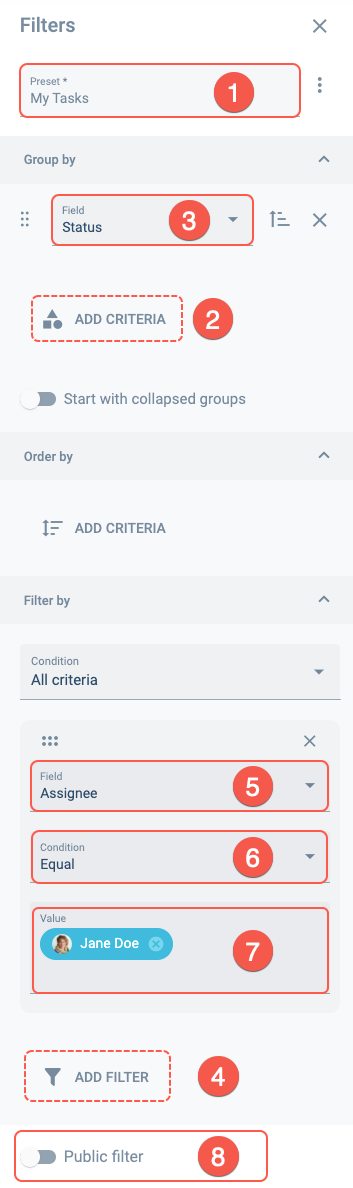 Filters
Preset *
My Tasks
1
Group by
Field
Status
3
ADD CRITERIA
2
Start with collapsed groups
Order by
ADD CRITERIA
Filter by
Condition
All criteria
Field
Assignee
5
Condition
Equal
6
Value
Jane Doe
7
ADD FILTER
4
Public filter
8